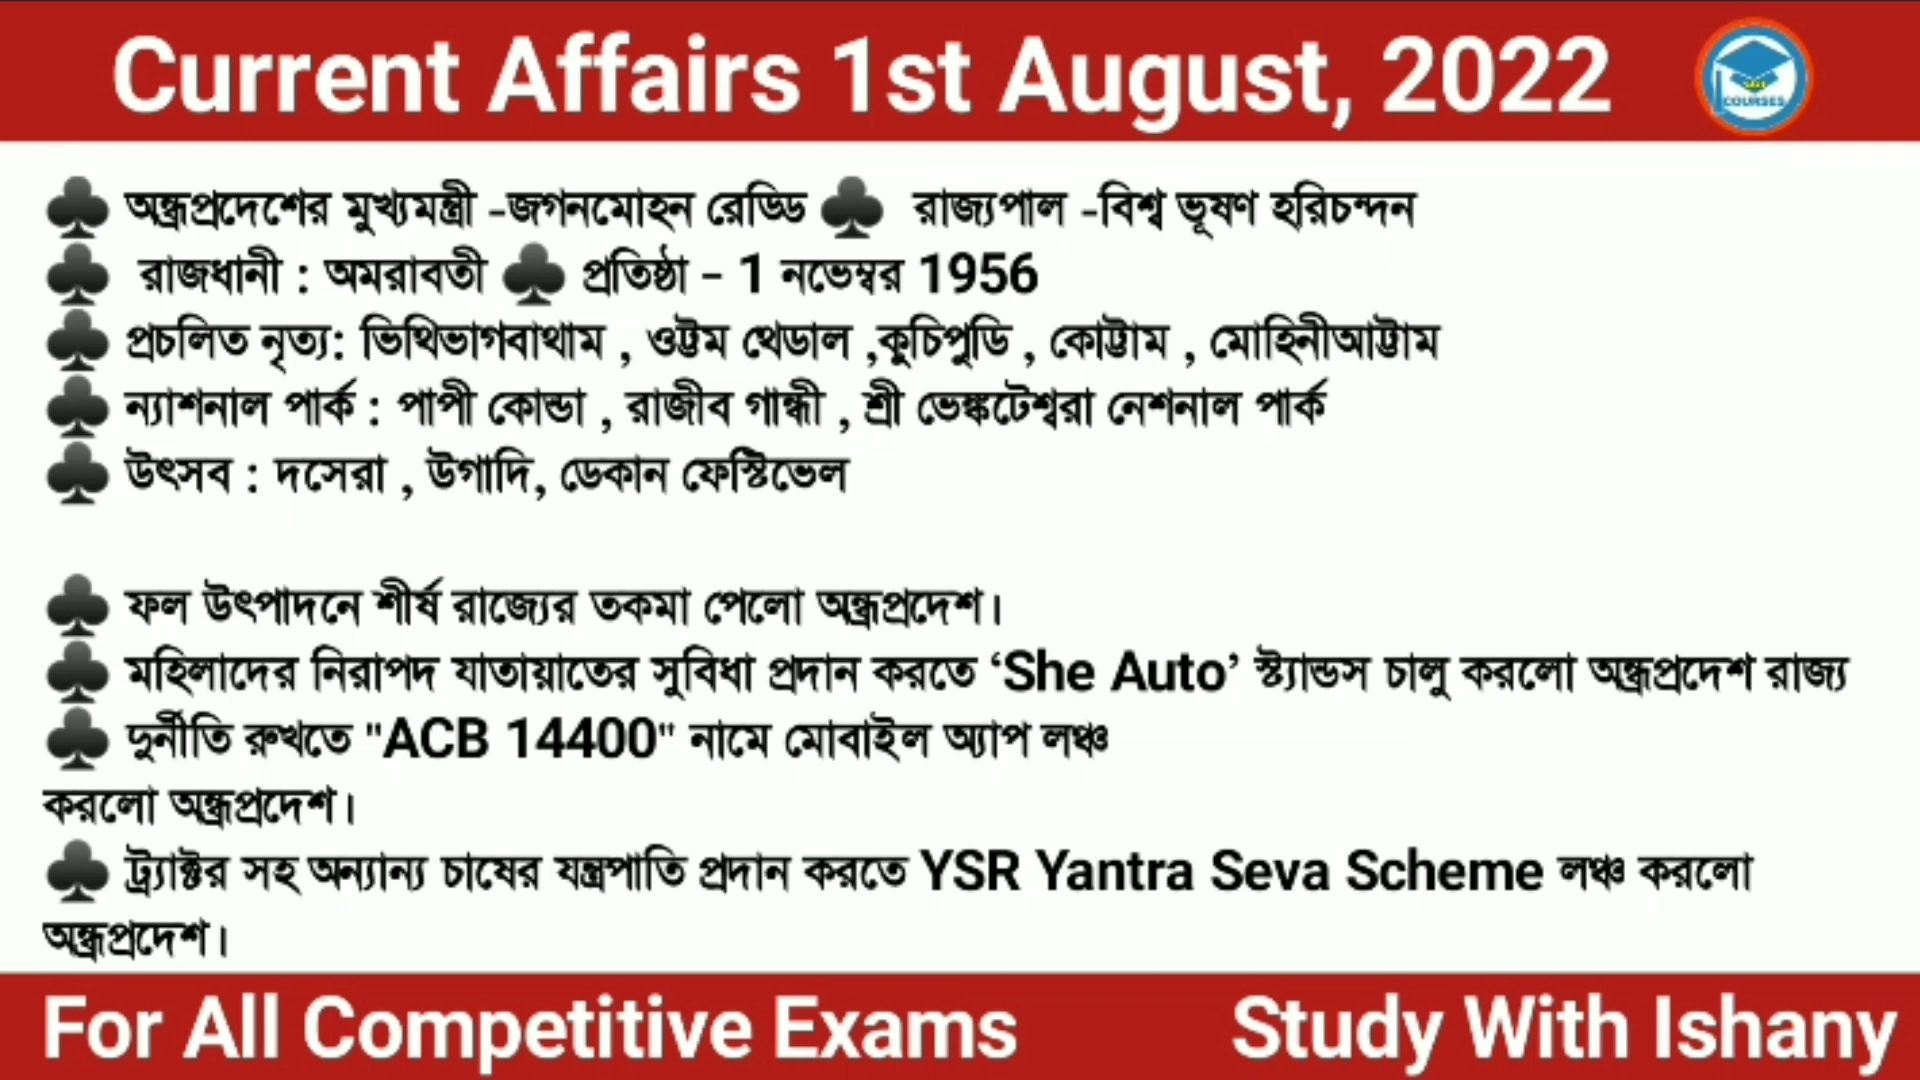 Current Affairs 1st August, 2022
COURSES
♣ অন্ধ্রপ্রদেশের মুখ্যমন্ত্রী -জগনমোহন রেড্ডি ♣ রাজ্যপাল -বিশ্ব ভূষণ হরিচন্দন
♣ রাজধানী : অমরাবতী ♣ প্রতিষ্ঠা – 1 নভেম্বর 1956
♣ প্রচলিত নৃত্য: ভিথিভাগবাথাম , ওট্টম থেডাল ,কুচিপুডি , কোট্টাম , মোহিনীআট্টাম
♣ ন্যাশনাল পার্ক : পাপী কোন্ডা , রাজীব গান্ধী , শ্রী ভেঙ্কটেশ্বরা নেশনাল পার্ক
♣ উৎসব : দসেরা , উগাদি, ডেকান ফেস্টিভেল
♣ ফল উৎপাদনে শীর্ষ রাজ্যের তকমা পেলো অন্ধ্রপ্রদেশ।
♣ মহিলাদের নিরাপদ যাতায়াতের সুবিধা প্রদান করতে ‘She Auto’ স্ট্যান্ডস চালু করলো অন্ধ্রপ্রদেশ রাজ্য
♣ দুর্নীতি রুখতে "ACB 14400" নামে মোবাইল অ্যাপ লঞ্চ
করলো অন্ধ্রপ্রদেশ।
♣ ট্র্যাক্টর সহ অন্যান্য চাষের যন্ত্রপাতি প্রদান করতে YSR Yantra Seva Scheme লঞ্চ করলো
অন্ধ্রপ্রদেশ।
For All Competitive Exams Study With Ishany